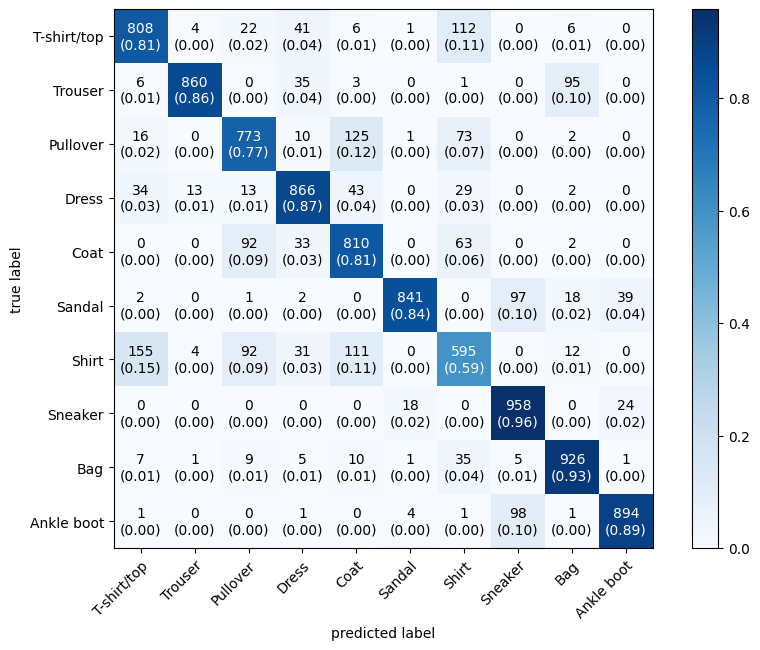 T-shirt/top 808 4 22 41 6 1 112 0 6 0
(0.81) (0.00) (0.02) (0.04) (0.01) (0.00) (0.11) (0.00) (0.01) (0.00)
Trouser 6 860 0 35 3 0 1 0 95 0
(0.01) (0.86) (0.00) (0.04) (0.00) (0.00) (0.00) (0.00) (0.10) (0.00)
Pullover 16 0 773 10 125 1 73 0 2 0
(0.02) (0.00) (0.77) (0.01) (0.12) (0.00) (0.07) (0.00) (0.00) (0.00)
Dress 34 13 13 866 43 0 29 0 2 0
(0.03) (0.01) (0.01) (0.87) (0.04) (0.00) (0.03) (0.00) (0.00) (0.00)
Coat 0 0 92 33 810 0 63 0 2 0
(0.00) (0.00) (0.09) (0.03) (0.81) (0.00) (0.06) (0.00) (0.00) (0.00)
Sandal 2 0 1 2 0 841 0 97 18 39
(0.00) (0.00) (0.00) (0.00) (0.00) (0.84) (0.00) (0.10) (0.02) (0.04)
Shirt 155 4 92 31 111 0 595 0 12 0
(0.15) (0.00) (0.09) (0.03) (0.11) (0.00) (0.59) (0.00) (0.01) (0.00)
Sneaker 0 0 0 0 0 18 0 958 0 24
(0.00) (0.00) (0.00) (0.00) (0.00) (0.02) (0.00) (0.96) (0.00) (0.02)
Bag 7 1 9 5 10 1 35 5 926 1
(0.01) (0.00) (0.01) (0.01) (0.01) (0.00) (0.04) (0.01) (0.93) (0.00)
Ankle boot 1 0 0 1 0 4 1 98 1 894
(0.00) (0.00) (0.00) (0.00) (0.00) (0.00) (0.00) (0.10) (0.00) (0.89)
T-shirt/top Trouser Pullover Dress Coat Sandal Shirt Sneaker Bag Ankle boot
predicted label
true label
0.8
0.6
0.4
0.2
0.0